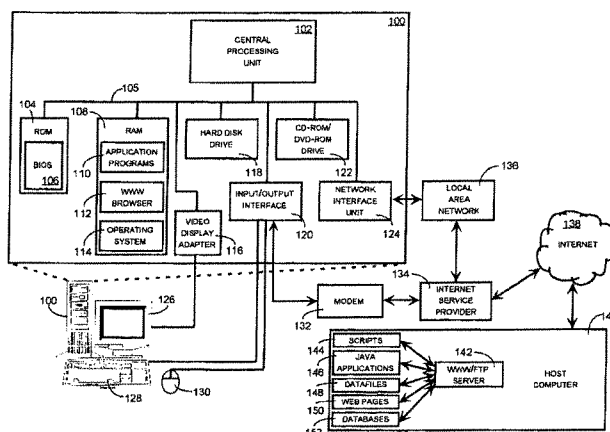 102
CENTRAL
PROCESSING
UNIT
100
105
104
ROM
BIOS
106
108
RAM
110
APPLICATION
PROGRAMS
112
WWW
BROWSER
114
OPERATING
SYSTEM
HARD DISK
DRIVE
118
CD-ROM/
DVD-ROM
DRIVE
122
INPUT/OUTPUT
INTERFACE
120
NETWORK
INTERFACE
UNIT
124
VIDEO
DISPLAY
ADAPTER
116
136
LOCAL
AREA
NETWORK
138
INTERNET
134
INTERNET
SERVICE
PROVIDER
MODEM
132
100
126
128
130
144
SCRIPTS
146
JAVA
APPLICATIONS
148
DATAFILES
150
WEB PAGES
DATABASES
142
WWW/FTP
SERVER
HOST
COMPUTER